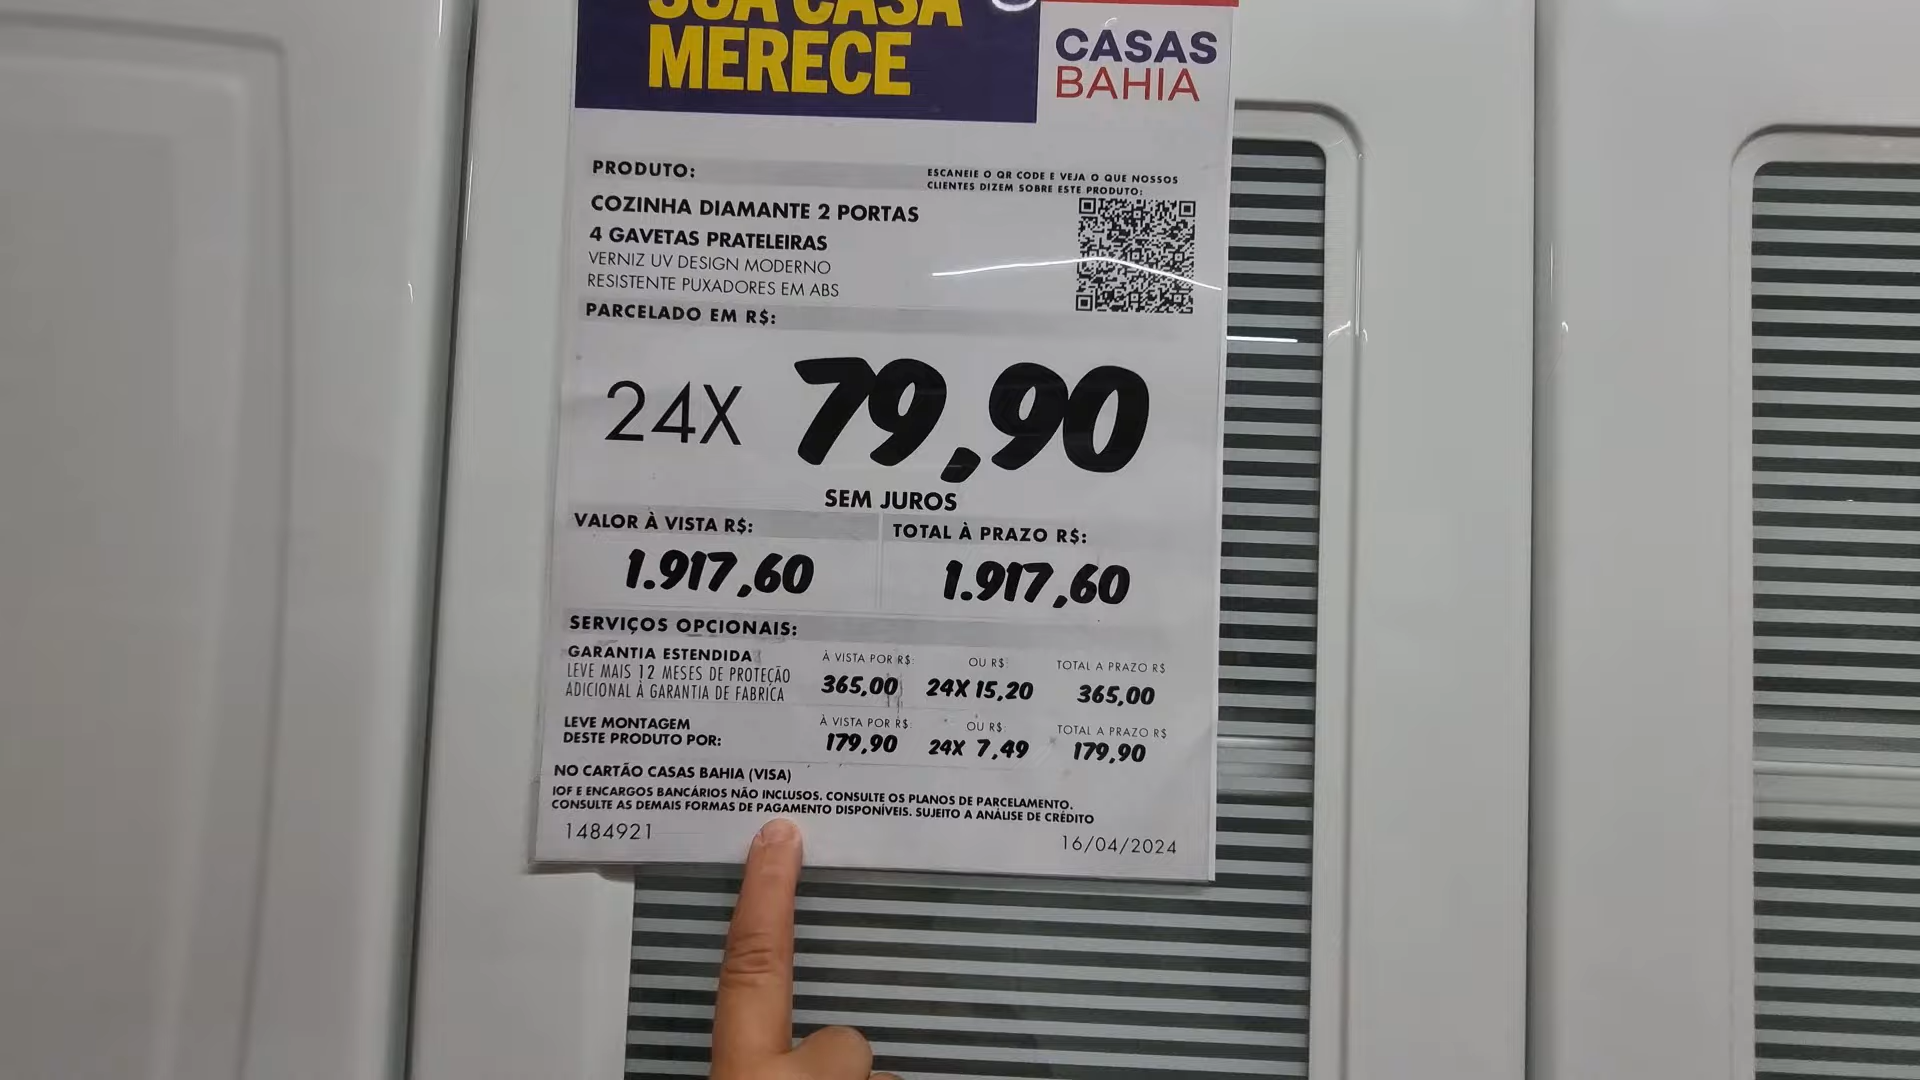 SUA CASA
MERECE
CASAS
BAHIA
PRODUTO:
ESCANEIE O QR CODE E VEJA O QUE NOSSOS
CLIENTES DIZEM SOBRE ESTE PRODUTO:
COZINHA DIAMANTE 2 PORTAS
4 GAVETAS PRATELEIRAS
VERNIZ UV DESIGN MODERNO
RESISTENTE PUXADORES EM ABS
PARCELADO EM R$:
24X 79,90
SEM JUROS
VALOR À VISTA R$:
1.917,60
TOTAL À PRAZO R$:
1.917,60
SERVIÇOS OPCIONAIS:
GARANTIA ESTENDIDA
LEVE MAIS 12 MESES DE PROTEÇÃO
ADICIONAL À GARANTIA DE FABRICA
À VISTA POR R$:
365,00
OU R$:
24X 15,20
TOTAL A PRAZO R$
365,00
LEVE MONTAGEM
DESTE PRODUTO POR:
À VISTA POR R$:
179,90
OU R$:
24X 7,49
TOTAL A PRAZO R$
179,90
NO CARTÃO CASAS BAHIA (VISA)
IOF E ENCARGOS BANCÁRIOS NÃO INCLUSOS. CONSULTE OS PLANOS DE PARCELAMENTO.
CONSULTE AS DEMAIS FORMAS DE PAGAMENTO DISPONÍVEIS. SUJEITO A ANÁLISE DE CRÉDITO
1484921
16/04/2024